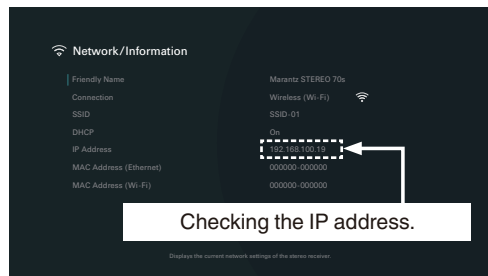 Network/Information
Friendly Name Marantz STEREO 70s
Connection Wireless (Wi-Fi)
SSID SSID-01
DHCP On
IP Address 192.168.100.19
MAC Address (Ethernet) 000000-000000
MAC Address (Wi-Fi) 000000-000000
Checking the IP address.
Displays the current network settings of the stereo receiver.